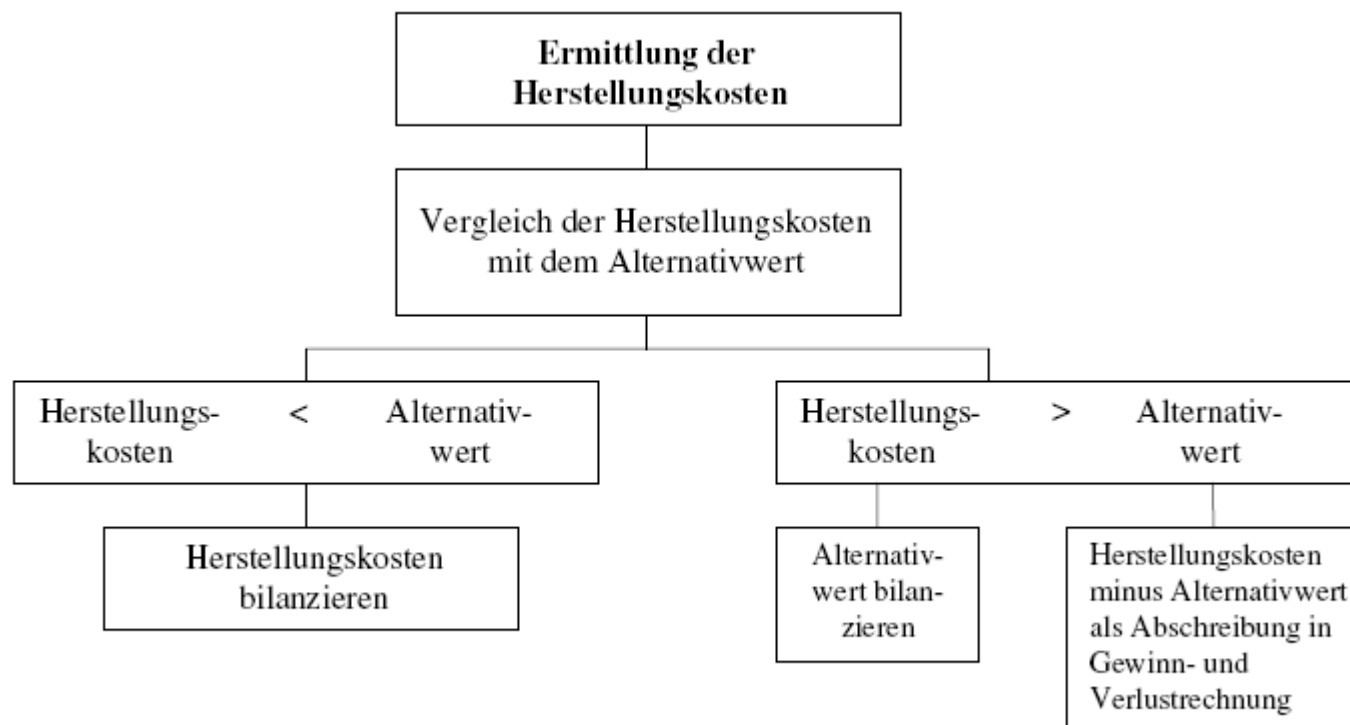 Ermittlung der
Herstellungskosten
Vergleich der Herstellungskosten
mit dem Alternativwert
Herstellungs- < Alternativ-
kosten wert
Herstellungs- > Alternativ-
kosten wert
Herstellungskosten
bilanzieren
Alternativ-
wert bilan-
zieren
Herstellungskosten
minus Alternativwert
als Abschreibung in
Gewinn- und
Verlustrechnung